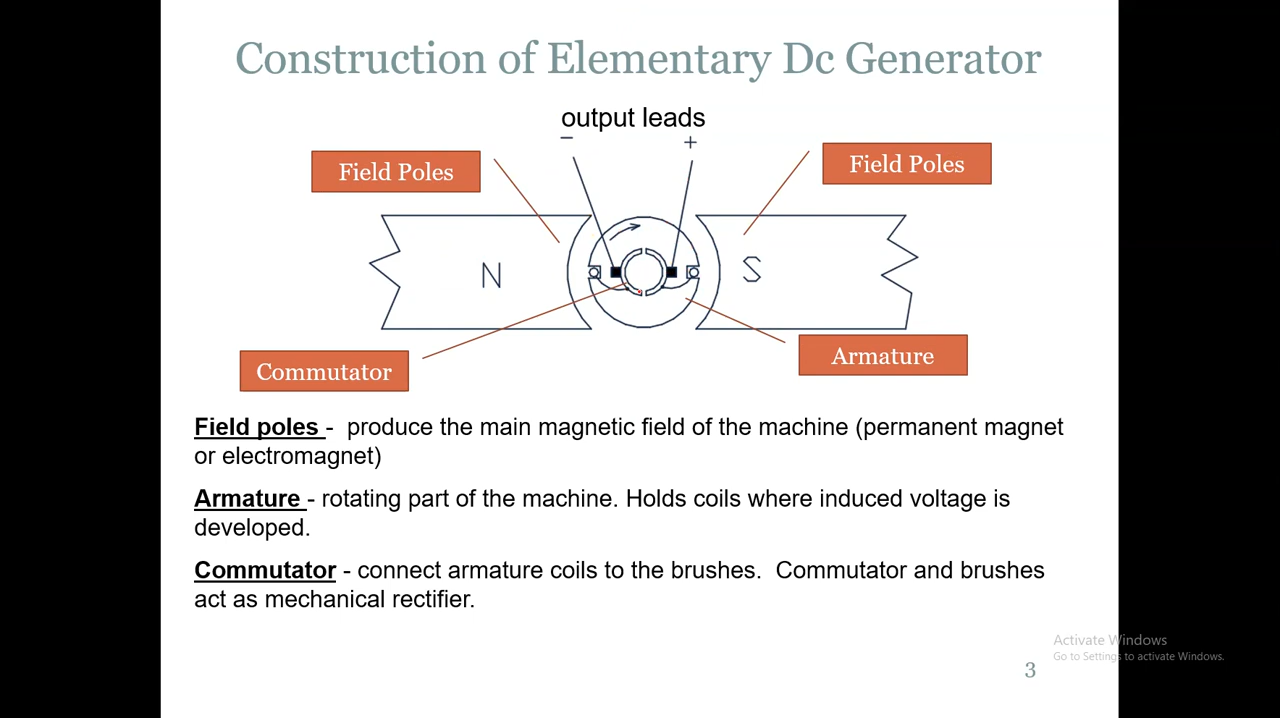 Construction of Elementary Dc Generator
output leads
− +
Field Poles
Field Poles
N
S
Commutator
Armature
Field poles - produce the main magnetic field of the machine (permanent magnet
or electromagnet)
Armature - rotating part of the machine. Holds coils where induced voltage is
developed.
Commutator - connect armature coils to the brushes. Commutator and brushes
act as mechanical rectifier.
Activate Windows
Go to Settings to activate Windows.
3